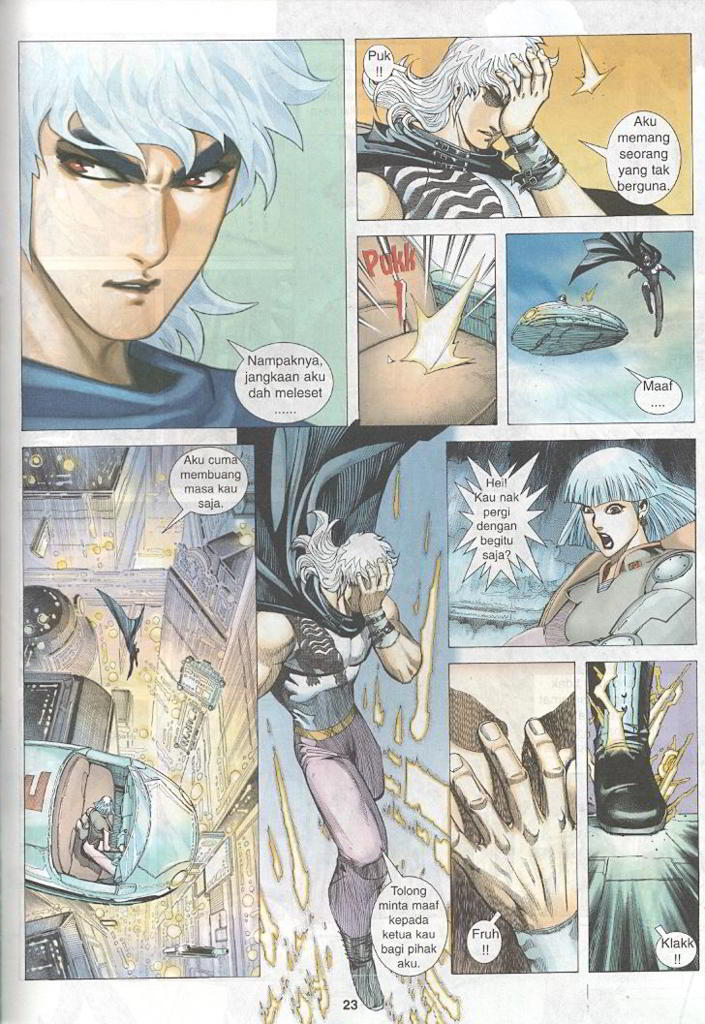 Nampaknya,
jangkaan aku
dah meleset
......
Puk
!!
Aku
memang
seorang
yang tak
berguna.
Pukk
!
Maaf
....
Aku cuma
membuang
masa kau
saja.
Tolong
minta maaf
kepada
ketua kau
bagi pihak
aku.
Hei!
Kau nak
pergi
dengan
begitu
saja?
Fruh
!!
Klakk
!!
23